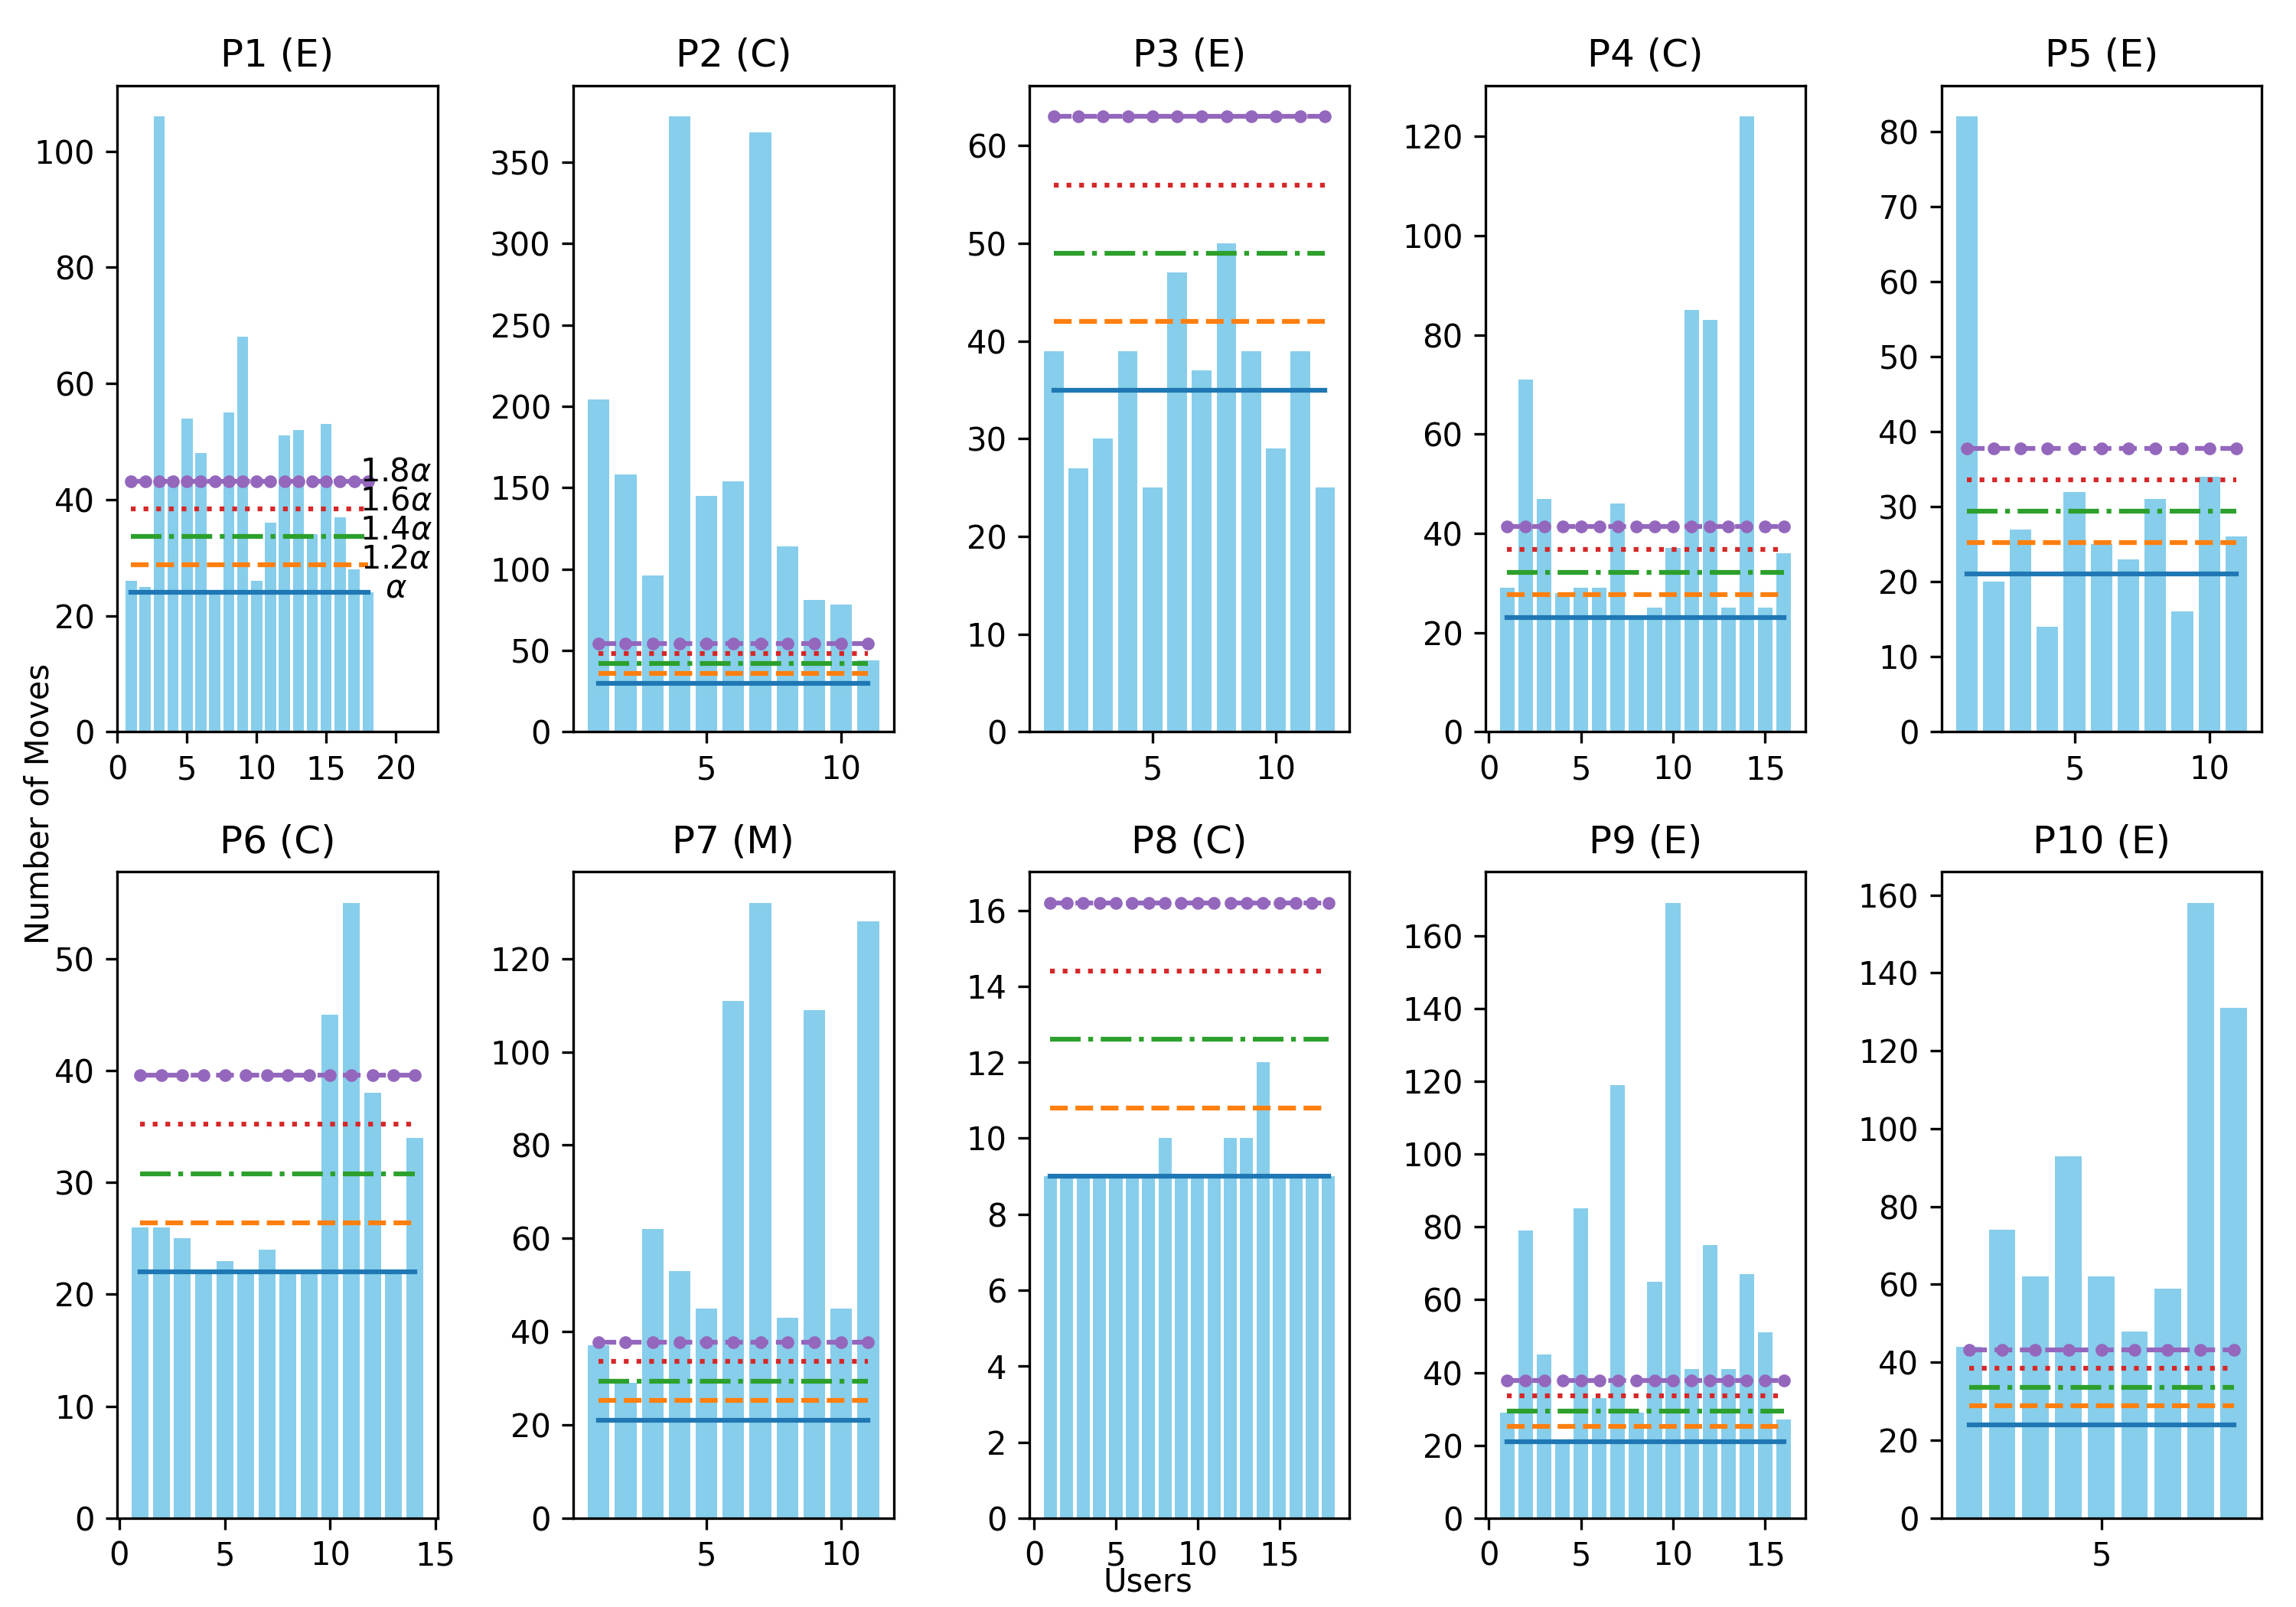 P1 (E) P2 (C) P3 (E) P4 (C) P5 (E)
0 20 40 60 80 100
0 5 10 15 20
1.8α
1.6α
1.4α
1.2α
α
0 50 100 150 200 250 300 350
5 10
0 10 20 30 40 50 60
5 10
0 20 40 60 80 100 120
0 5 10 15
0 10 20 30 40 50 60 70 80
5 10
Number of Moves
P6 (C) P7 (M) P8 (C) P9 (E) P10 (E)
0 10 20 30 40 50
0 5 10 15
0 20 40 60 80 100 120
5 10
0 2 4 6 8 10 12 14 16
0 5 10 15
0 20 40 60 80 100 120 140 160
0 5 10 15
0 20 40 60 80 100 120 140 160
5
Users